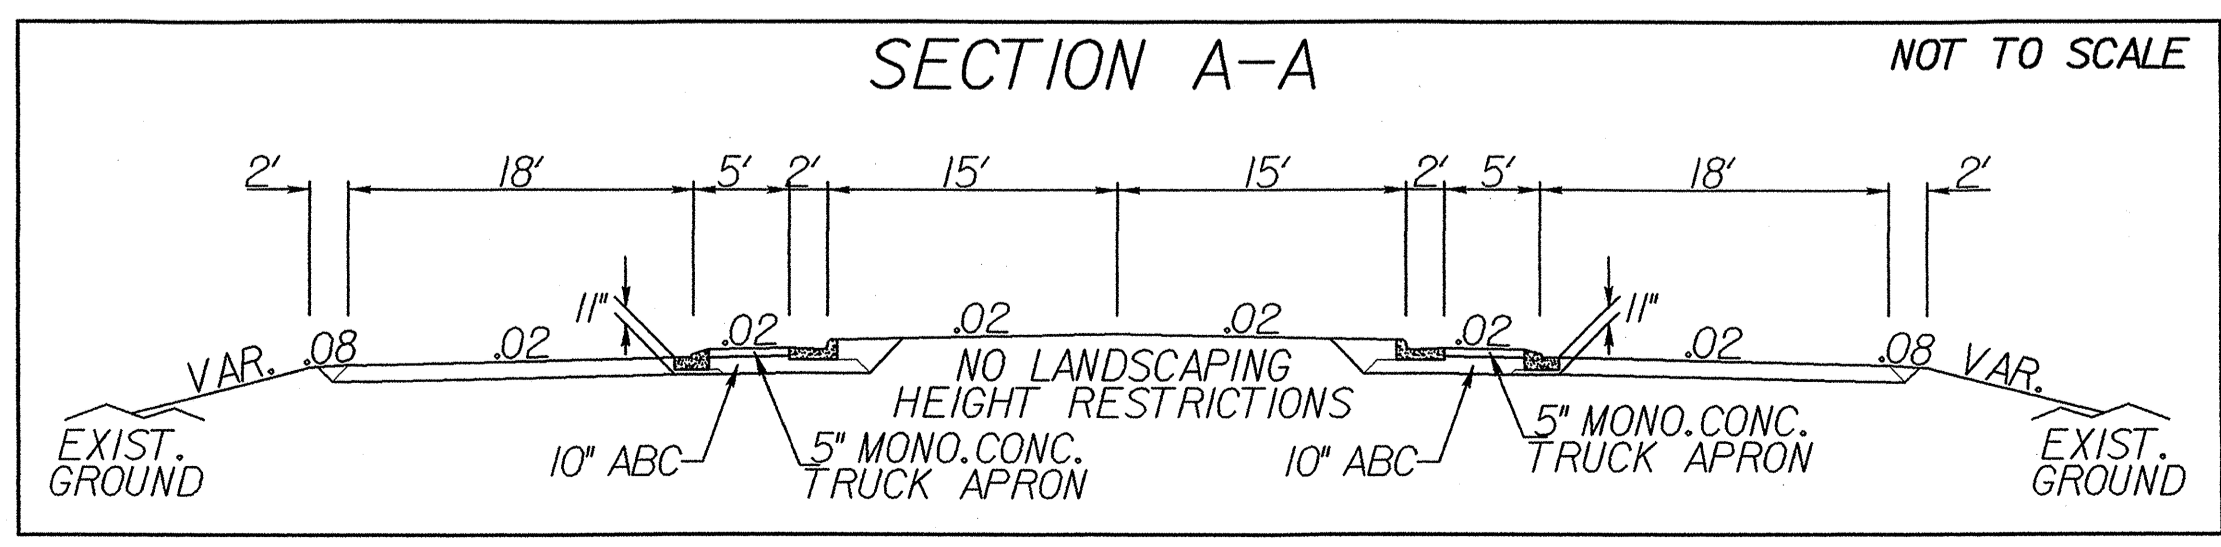 SECTION A-A
NOT TO SCALE
2' 18' 5' 2' 15' 15' 2' 5' 18' 2'
11" 11"
VAR. .08 .02 .02 .02 .02 .02 .02 .08 VAR.
NO LANDSCAPING
HEIGHT RESTRICTIONS
EXIST.
GROUND
10" ABC
5" MONO.CONC.
TRUCK APRON
10" ABC
5" MONO.CONC.
TRUCK APRON
EXIST.
GROUND